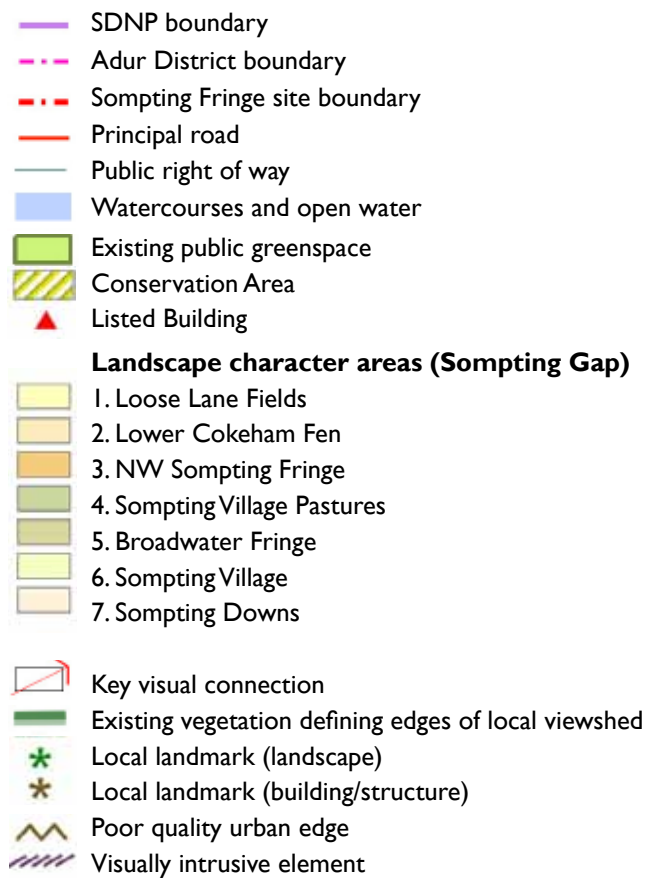 SDNP boundary
Adur District boundary
Sompting Fringe site boundary
Principal road
Public right of way
Watercourses and open water
Existing public greenspace
Conservation Area
Listed Building
Landscape character areas (Sompting Gap)
1. Loose Lane Fields
2. Lower Cokeham Fen
3. NW Sompting Fringe
4. Sompting Village Pastures
5. Broadwater Fringe
6. Sompting Village
7. Sompting Downs
Key visual connection
Existing vegetation defining edges of local viewshed
Local landmark (landscape)
Local landmark (building/structure)
Poor quality urban edge
Visually intrusive element